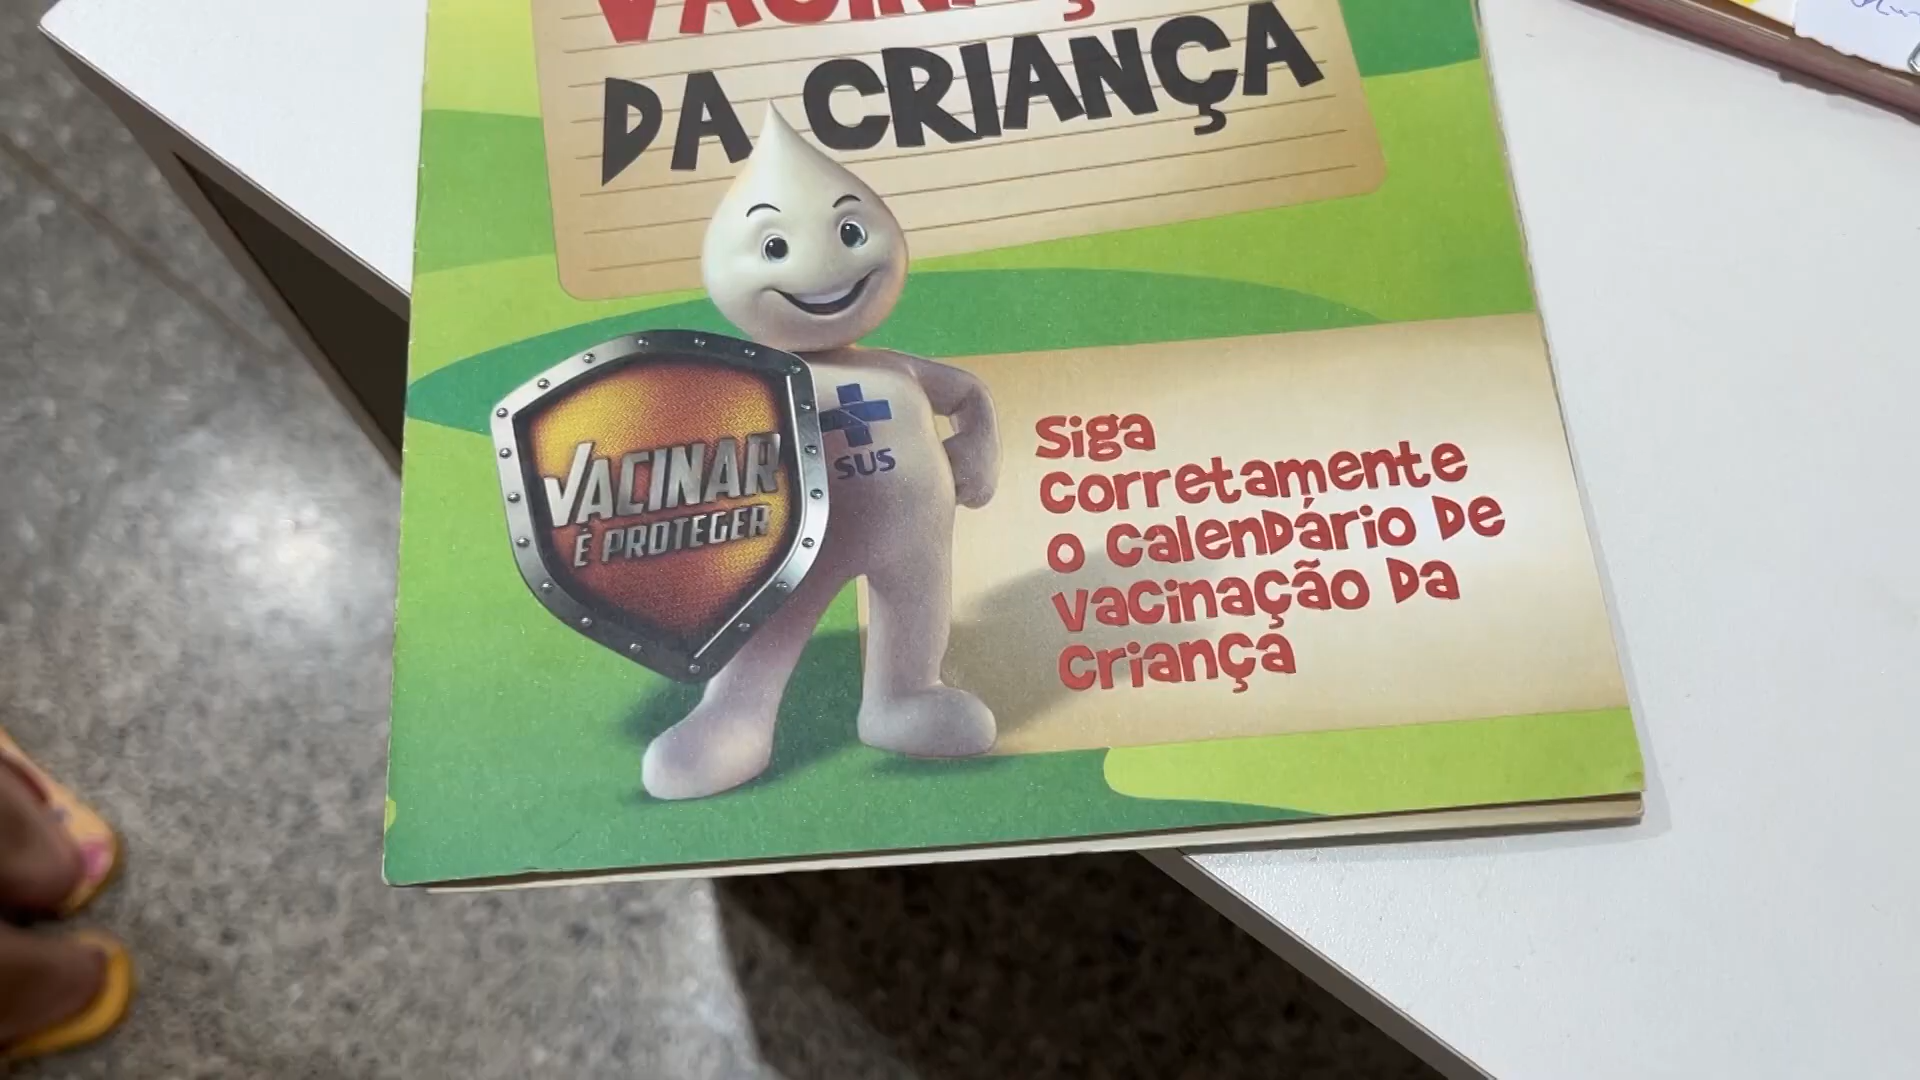 DA CRIANÇA
VACINAR
É PROTEGER
SUS
Siga
corretamente
o calendário de
vacinação da
criança